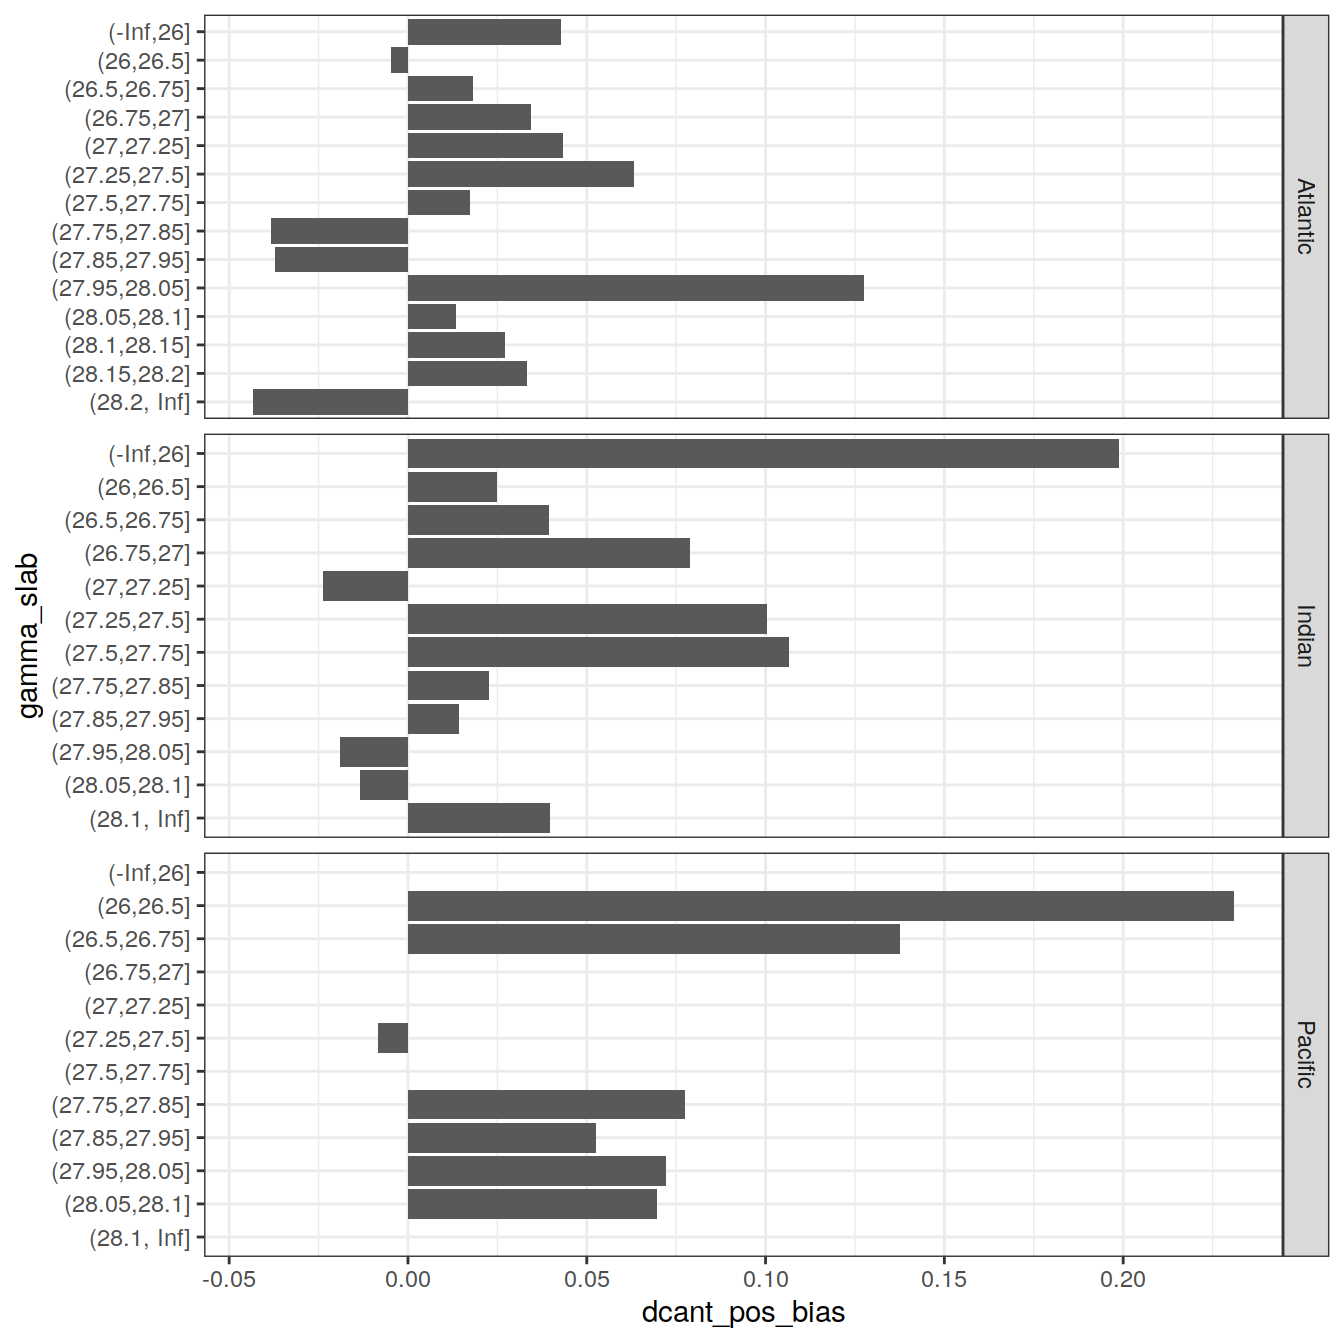 (-Inf,26]
(26,26.5]
(26.5,26.75]
(26.75,27]
(27,27.25]
(27.25,27.5]
(27.5,27.75]
(27.75,27.85]
(27.85,27.95]
(27.95,28.05]
(28.05,28.1]
(28.1,28.15]
(28.15,28.2]
(28.2, Inf]
Atlantic
gamma_slab
(-Inf,26]
(26,26.5]
(26.5,26.75]
(26.75,27]
(27,27.25]
(27.25,27.5]
(27.5,27.75]
(27.75,27.85]
(27.85,27.95]
(27.95,28.05]
(28.05,28.1]
(28.1, Inf]
Indian
(-Inf,26]
(26,26.5]
(26.5,26.75]
(26.75,27]
(27,27.25]
(27.25,27.5]
(27.5,27.75]
(27.75,27.85]
(27.85,27.95]
(27.95,28.05]
(28.05,28.1]
(28.1, Inf]
Pacific
-0.05 0.00 0.05 0.10 0.15 0.20
dcant_pos_bias